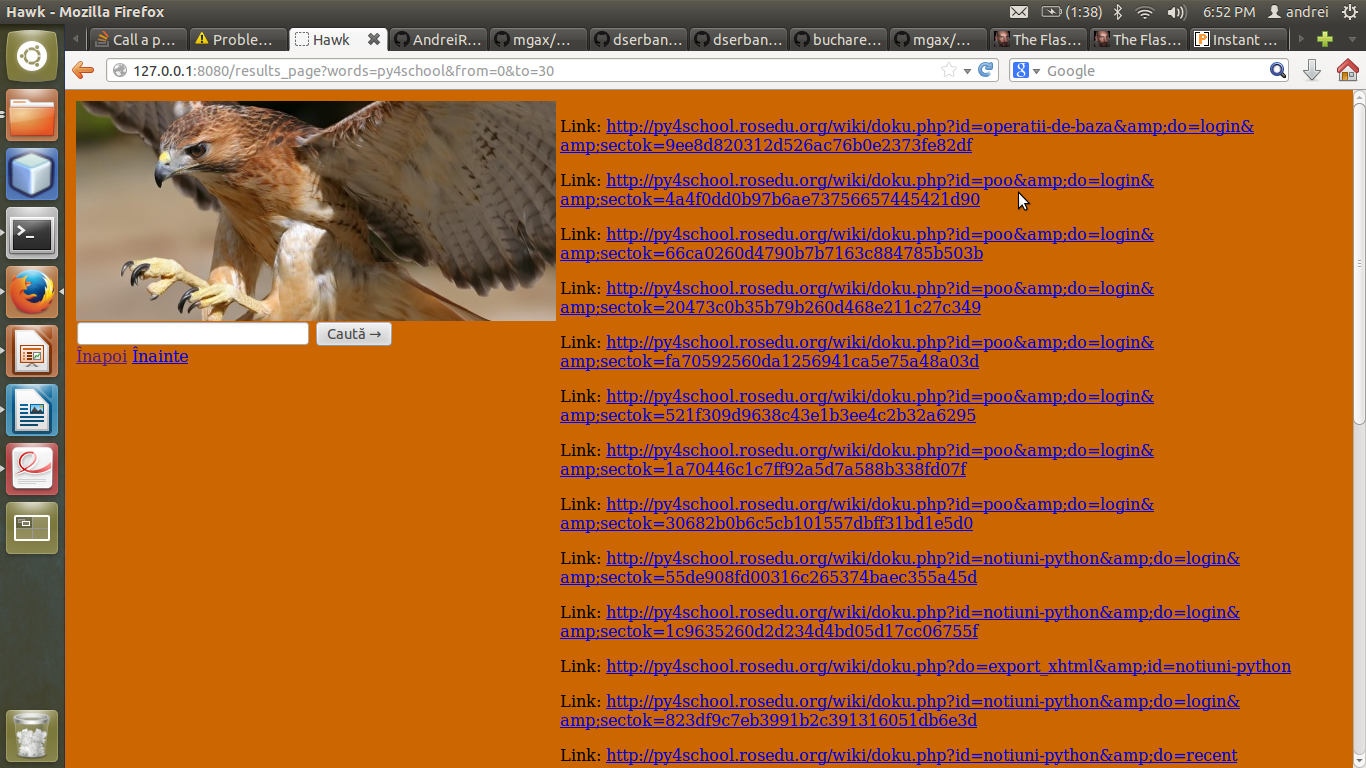 Hawk - Mozilla Firefox
(1:38)
6:52 PM
andrei
Call a p...
Proble...
Hawk
AndreiR...
mgax/...
dserban...
dserban...
buchare...
mgax/...
The Flas...
The Flas...
Instant ...
127.0.0.1:8080/results_page?words=py4school&from=0&to=30
Google
Link: http://py4school.rosedu.org/wiki/doku.php?id=operatii-de-baza&amp;do=login&
amp;sectok=9ee8d820312d526ac76b0e2373fe82df
Link: http://py4school.rosedu.org/wiki/doku.php?id=poo&amp;do=login&
amp;sectok=4a4f0dd0b97b6ae73756657445421d90
Link: http://py4school.rosedu.org/wiki/doku.php?id=poo&amp;do=login&
amp;sectok=66ca0260d4790b7b7163c884785b503b
Link: http://py4school.rosedu.org/wiki/doku.php?id=poo&amp;do=login&
amp;sectok=20473c0b35b79b260d468e211c27c349
Link: http://py4school.rosedu.org/wiki/doku.php?id=poo&amp;do=login&
amp;sectok=fa70592560da1256941ca5e75a48a03d
Link: http://py4school.rosedu.org/wiki/doku.php?id=poo&amp;do=login&
amp;sectok=521f309d9638c43e1b3ee4c2b32a6295
Link: http://py4school.rosedu.org/wiki/doku.php?id=poo&amp;do=login&
amp;sectok=1a70446c1c7ff92a5d7a588b338fd07f
Link: http://py4school.rosedu.org/wiki/doku.php?id=poo&amp;do=login&
amp;sectok=30682b0b6c5cb101557dbff31bd1e5d0
Link: http://py4school.rosedu.org/wiki/doku.php?id=notiuni-python&amp;do=login&
amp;sectok=55de908fd00316c265374baec355a45d
Link: http://py4school.rosedu.org/wiki/doku.php?id=notiuni-python&amp;do=login&
amp;sectok=1c9635260d2d234d4bd05d17cc06755f
Link: http://py4school.rosedu.org/wiki/doku.php?do=export_xhtml&amp;id=notiuni-python
Link: http://py4school.rosedu.org/wiki/doku.php?id=notiuni-python&amp;do=login&
amp;sectok=823df9c7eb3991b2c391316051db6e3d
Link: http://py4school.rosedu.org/wiki/doku.php?id=notiuni-python&amp;do=recent
Caută →
Înapoi Înainte